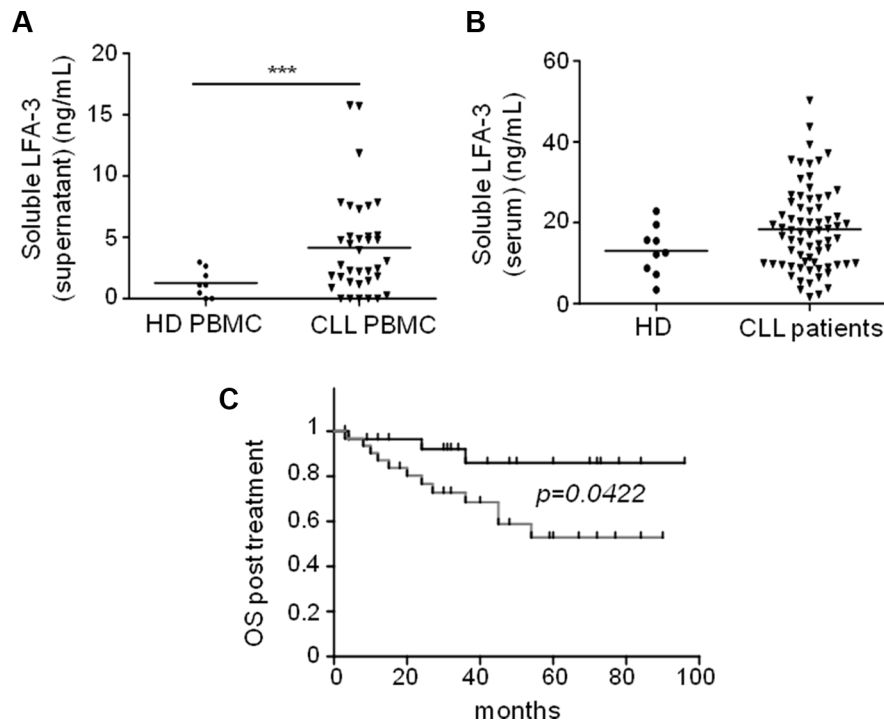 A
Soluble LFA-3
(supernatant) (ng/mL)
20
15
10
5
0
***
HD PBMC
CLL PBMC
B
Soluble LFA-3
(serum) (ng/mL)
60
40
20
0
HD
CLL patients
C
OS post treatment
1
0.8
0.6
0.4
0.2
0
p=0.0422
0
20
40
60
80
100
months